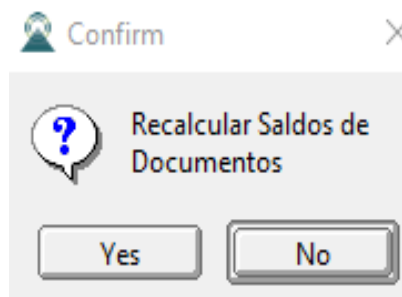 Confirm
?
Recalcular Saldos de
Documentos
Yes No